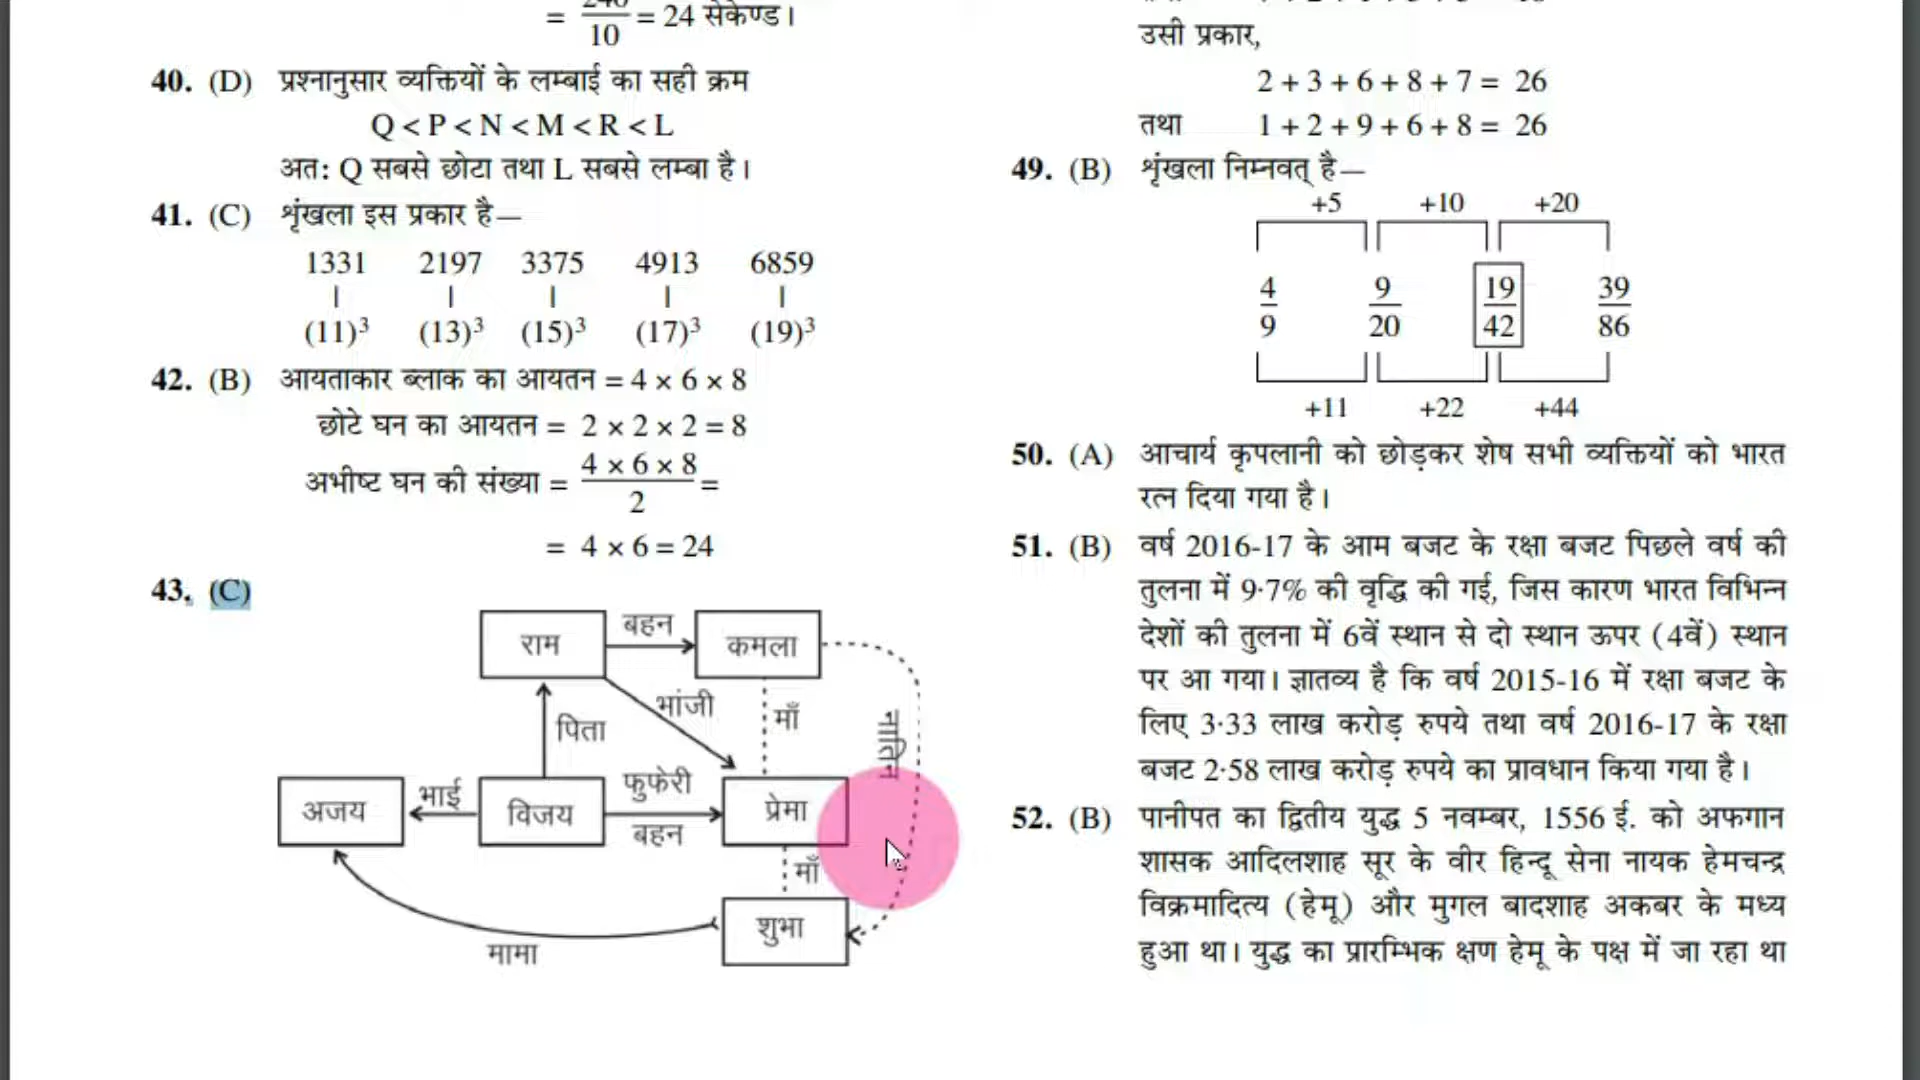 = 240/10 = 24 सेकेण्ड।
40. (D) प्रश्नानुसार व्यक्तियों के लम्बाई का सही क्रम
Q < P < N < M < R < L
अत: Q सबसे छोटा तथा L सबसे लम्बा है।
41. (C) शृंखला इस प्रकार है—
1331 2197 3375 4913 6859
(11)³ (13)³ (15)³ (17)³ (19)³
42. (B) आयताकार ब्लाक का आयतन = 4 × 6 × 8
छोटे घन का आयतन = 2 × 2 × 2 = 8
अभीष्ट घन की संख्या = 4 × 6 × 8 / 2 =
= 4 × 6 = 24
43. (C)
राम बहन कमला
भांजी माँ नातिन
पिता
अजय भाई विजय फुफेरी बहन प्रेमा
माँ
शुभा
मामा
उसी प्रकार,
2 + 3 + 6 + 8 + 7 = 26
तथा 1 + 2 + 9 + 6 + 8 = 26
49. (B) शृंखला निम्नवत् है—
+5 +10 +20
4/9 9/20 19/42 39/86
+11 +22 +44
50. (A) आचार्य कृपलानी को छोड़कर शेष सभी व्यक्तियों को भारत
रत्न दिया गया है।
51. (B) वर्ष 2016-17 के आम बजट के रक्षा बजट पिछले वर्ष की
तुलना में 9·7% की वृद्धि की गई, जिस कारण भारत विभिन्न
देशों की तुलना में 6वें स्थान से दो स्थान ऊपर (4वें) स्थान
पर आ गया। ज्ञातव्य है कि वर्ष 2015-16 में रक्षा बजट के
लिए 3·33 लाख करोड़ रुपये तथा वर्ष 2016-17 के रक्षा
बजट 2·58 लाख करोड़ रुपये का प्रावधान किया गया है।
52. (B) पानीपत का द्वितीय युद्ध 5 नवम्बर, 1556 ई. को अफगान
शासक आदिलशाह सूर के वीर हिन्दू सेना नायक हेमचन्द्र
विक्रमादित्य (हेमू) और मुगल बादशाह अकबर के मध्य
हुआ था। युद्ध का प्रारम्भिक क्षण हेमू के पक्ष में जा रहा था